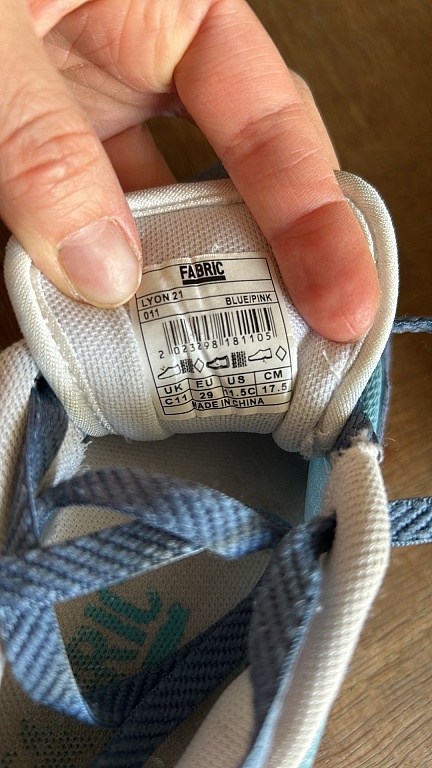 FABRIC
LYON 21
011 BLUE/PINK
2 023298 181105
UK EU US CM
C11 29 11.5C 17.5
MADE IN CHINA
RIC